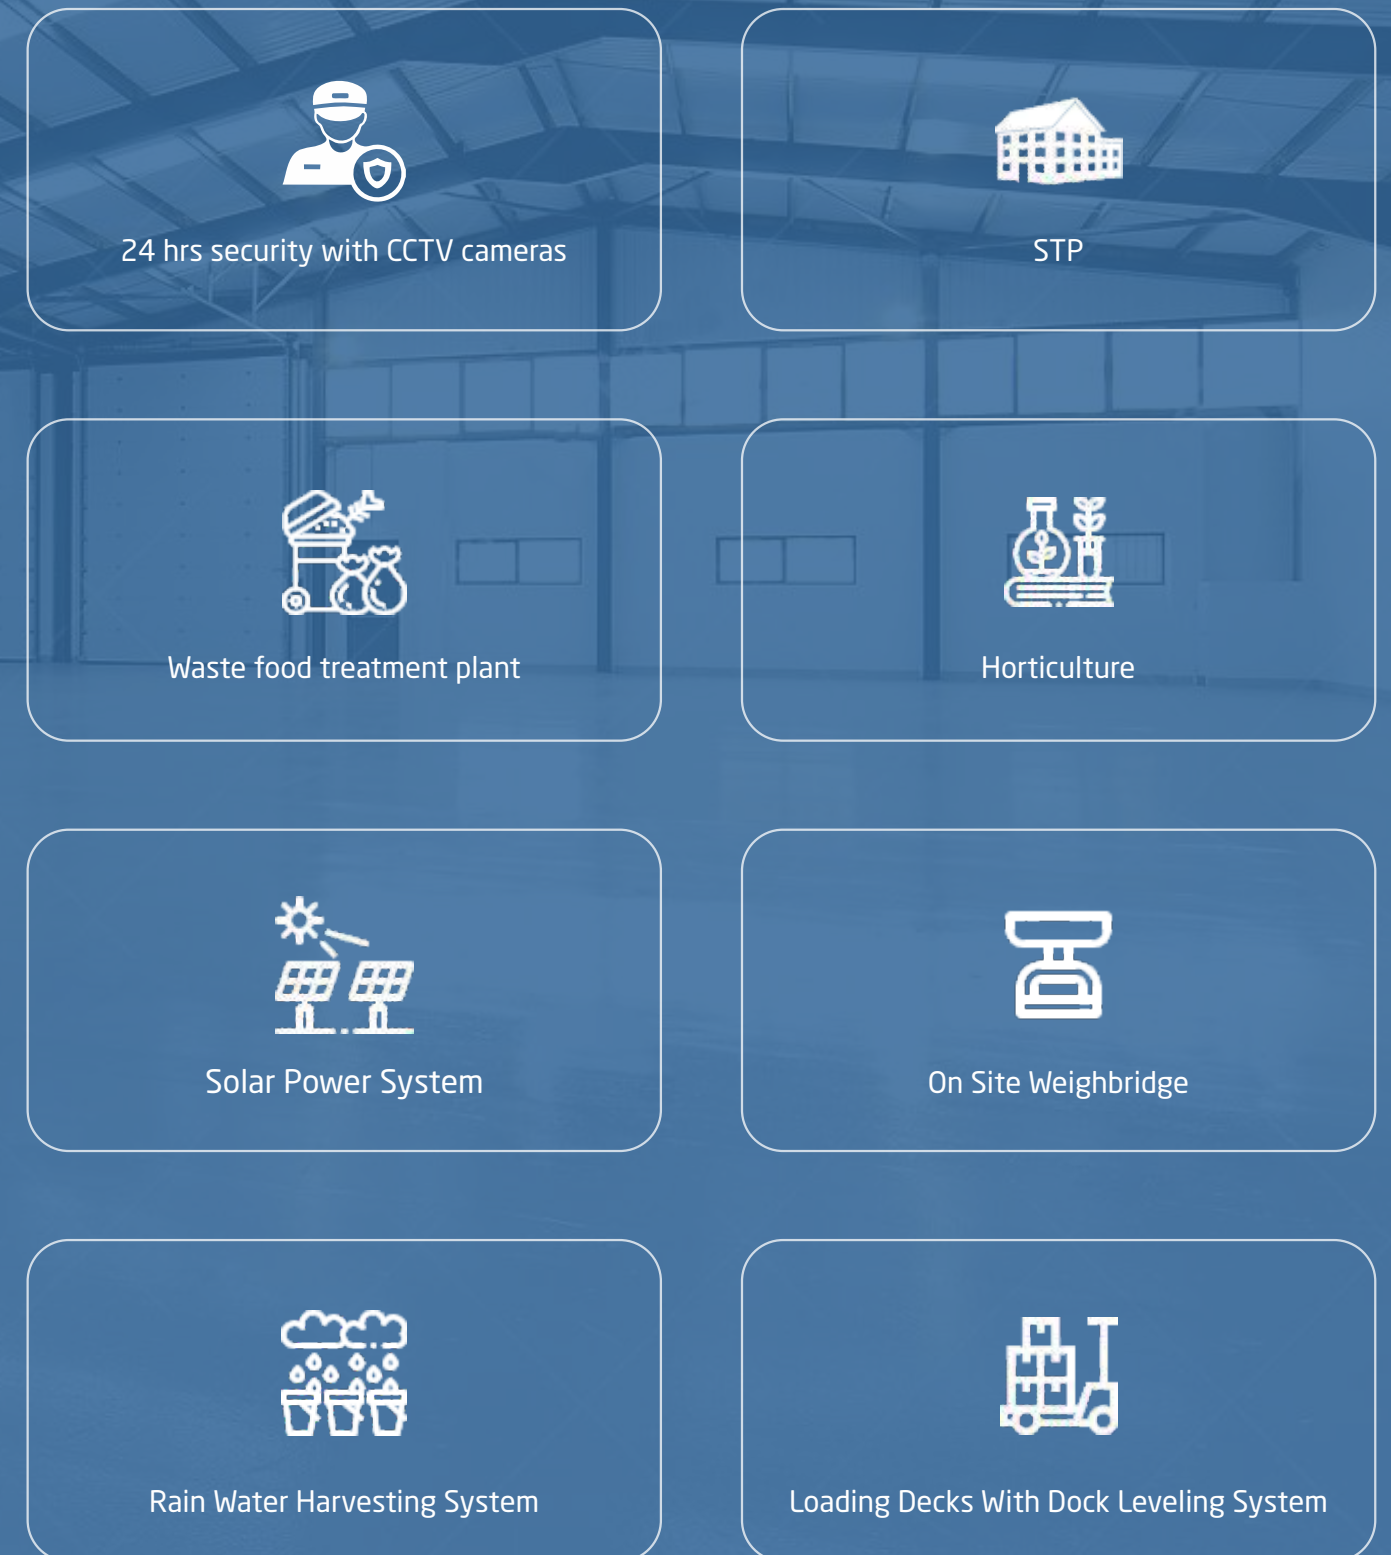 24 hrs security with CCTV cameras
STP
Waste food treatment plant
Horticulture
Solar Power System
On Site Weighbridge
Rain Water Harvesting System
Loading Decks With Dock Leveling System